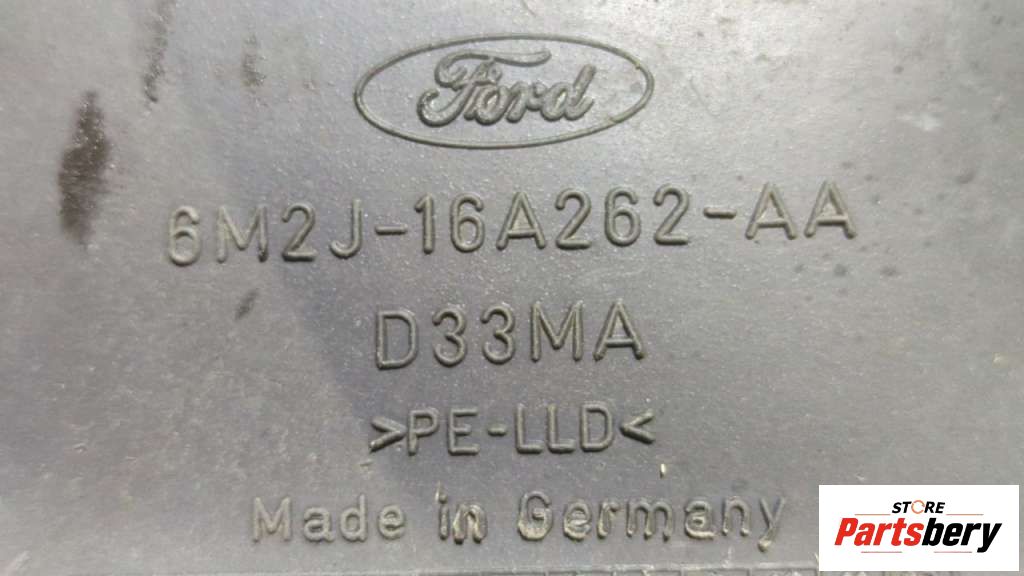 Ford
6M2J-16A262-AA
D33MA
>PE-LLD<
Made in Germany
STORE
Partsbery